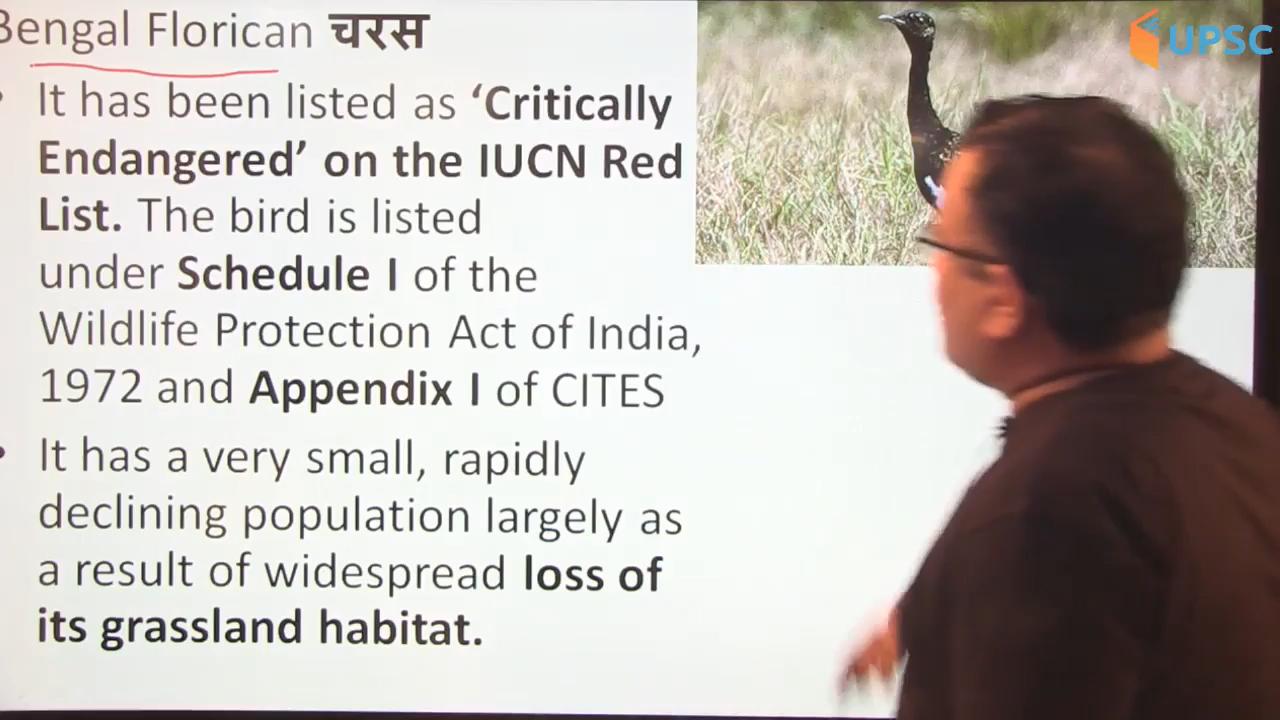 Bengal Florican चरस
UPSC
It has been listed as ‘Critically
Endangered’ on the IUCN Red
List. The bird is listed
under Schedule I of the
Wildlife Protection Act of India,
1972 and Appendix I of CITES
It has a very small, rapidly
declining population largely as
a result of widespread loss of
its grassland habitat.